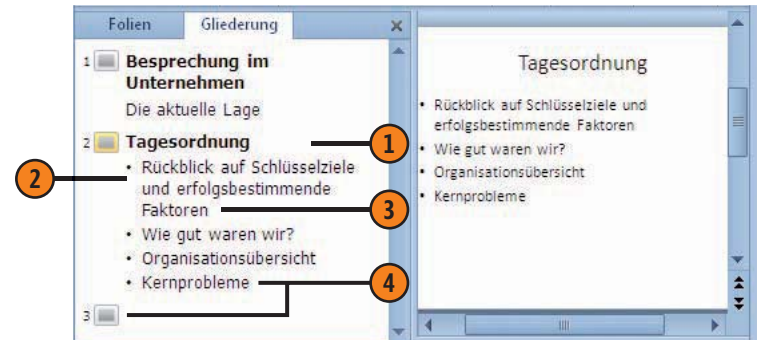 Folien Gliederung
1 Besprechung im
Unternehmen
Die aktuelle Lage
2 Tagesordnung
• Rückblick auf Schlüsselziele
und erfolgsbestimmende
Faktoren
• Wie gut waren wir?
• Organisationsübersicht
• Kernprobleme
3
1
2
3
4
Tagesordnung
• Rückblick auf Schlüsselziele und
erfolgsbestimmende Faktoren
• Wie gut waren wir?
• Organisationsübersicht
• Kernprobleme